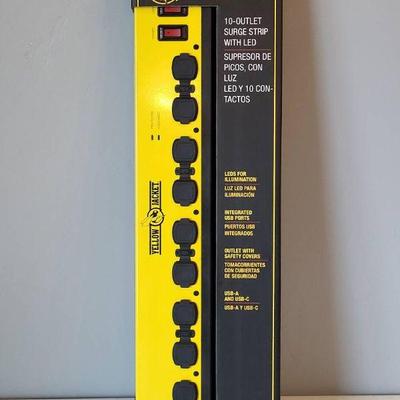 10-OUTLET
SURGE STRIP
WITH LED
SUPRESOR DE
PICOS, CON
LUZ
LED Y 10 CON-
TACTOS
LEDS FOR
ILLUMINATION
LUZ LED PARA
ILUMINACIÓN
INTEGRATED
USB PORTS
PUERTOS USB
INTEGRADOS
OUTLET WITH
SAFETY COVERS
TOMACORRIENTES
CON CUBIERTAS
DE SEGURIDAD
USB-A
AND USB-C
USB-A Y USB-C
YELLOW JACKET